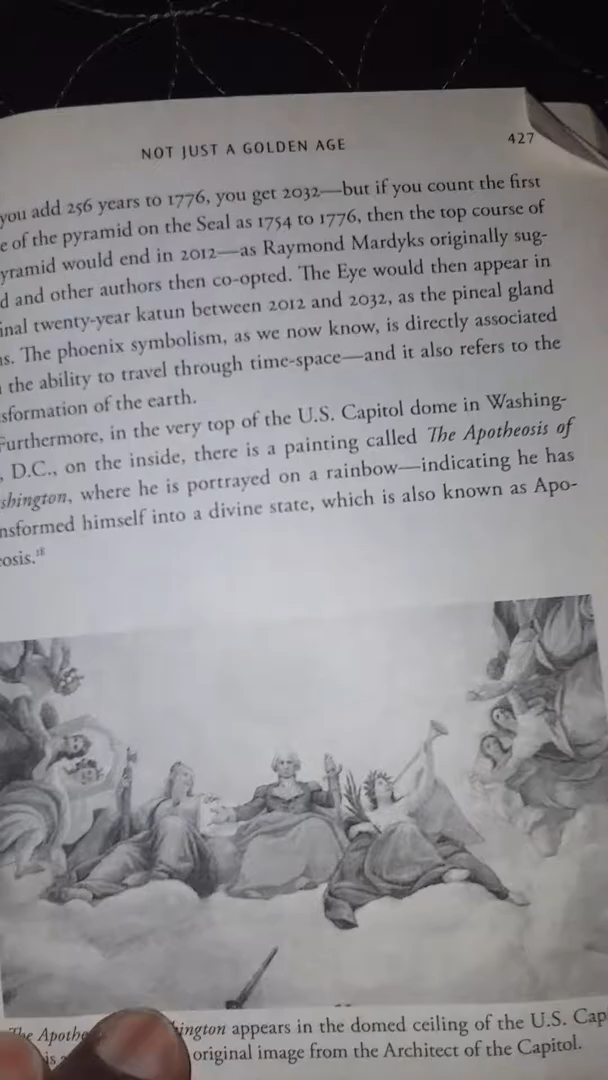 NOT JUST A GOLDEN AGE 427
you add 256 years to 1776, you get 2032—but if you count the first
e of the pyramid on the Seal as 1754 to 1776, then the top course of
yramid would end in 2012—as Raymond Mardyks originally sug-
d and other authors then co-opted. The Eye would then appear in
inal twenty-year katun between 2012 and 2032, as the pineal gland
ns. The phoenix symbolism, as we now know, is directly associated
the ability to travel through time-space—and it also refers to the
sformation of the earth.
Furthermore, in the very top of the U.S. Capitol dome in Washing-
, D.C., on the inside, there is a painting called The Apotheosis of
shington, where he is portrayed on a rainbow—indicating he has
nsformed himself into a divine state, which is also known as Apo-
eosis.18
The Apotheo ington appears in the domed ceiling of the U.S. Cap
is original image from the Architect of the Capitol.